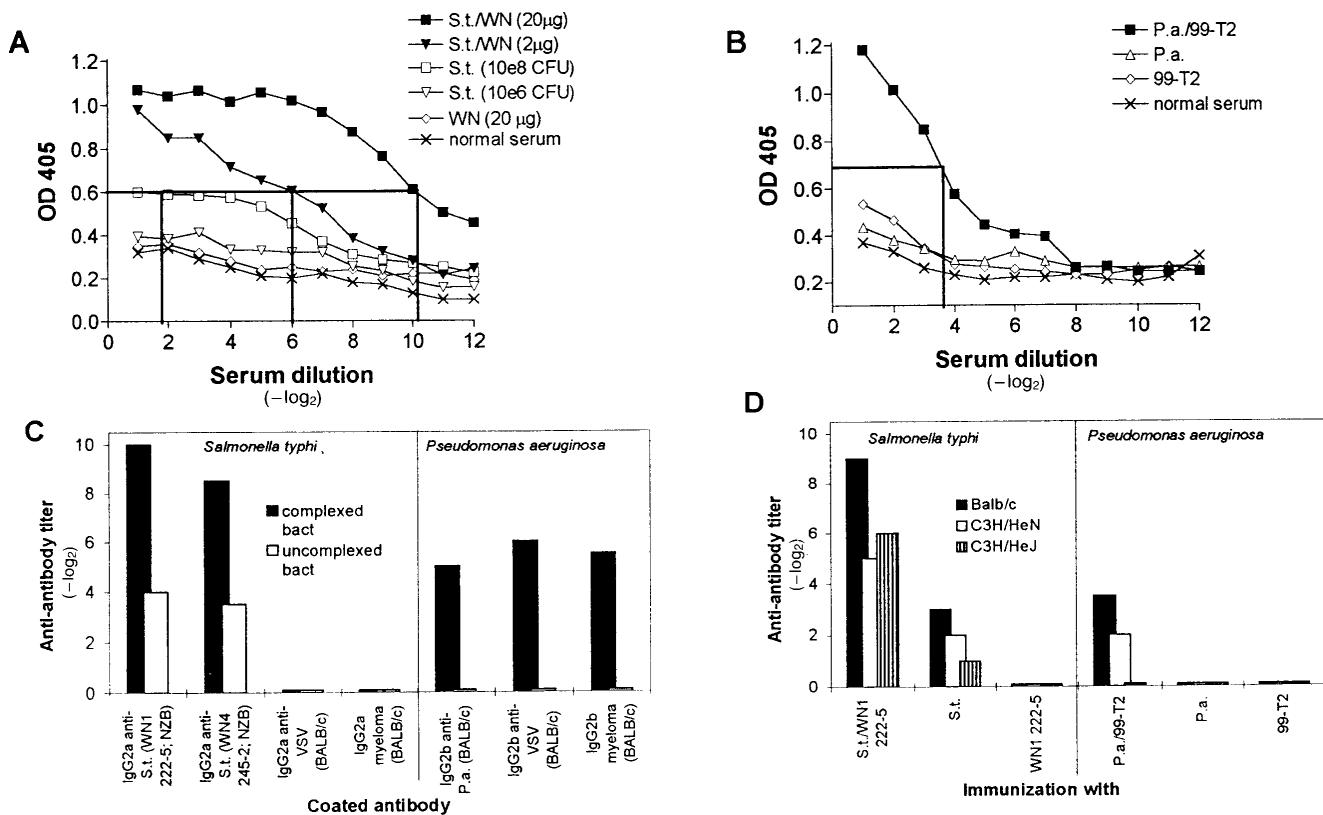 A
S.t./WN (20µg)
S.t./WN (2µg)
S.t. (10e8 CFU)
S.t. (10e6 CFU)
WN (20 µg)
normal serum
OD 405
1.2
1.0
0.8
0.6
0.4
0.2
0.0
0 2 4 6 8 10 12
Serum dilution
(−log₂)
B
P.a./99-T2
P.a.
99-T2
normal serum
OD 405
1.2
1.0
0.8
0.6
0.4
0.2
0 2 4 6 8 10 12
Serum dilution
(−log₂)
C
Salmonella typhi
Pseudomonas aeruginosa
complexed
bact
uncomplexed
bact
Anti-antibody titer
(−log₂)
10
8
6
4
2
0
IgG2a anti-
S.t. (WN1
222-5; NZB)
IgG2a anti-
S.t. (WN4
245-2; NZB)
IgG2a anti-
VSV
(BALB/c)
IgG2a
myeloma
(BALB/c)
IgG2b anti-
P.a. (BALB/c)
IgG2b anti-
VSV
(BALB/c)
IgG2b
myeloma
(BALB/c)
Coated antibody
D
Salmonella typhi
Pseudomonas aeruginosa
Balb/c
C3H/HeN
C3H/HeJ
Anti-antibody titer
(−log₂)
10
8
6
4
2
0
S.t./WN1
222-5
S.t.
WN1 222-5
P.a./99-T2
P.a.
99-T2
Immunization with